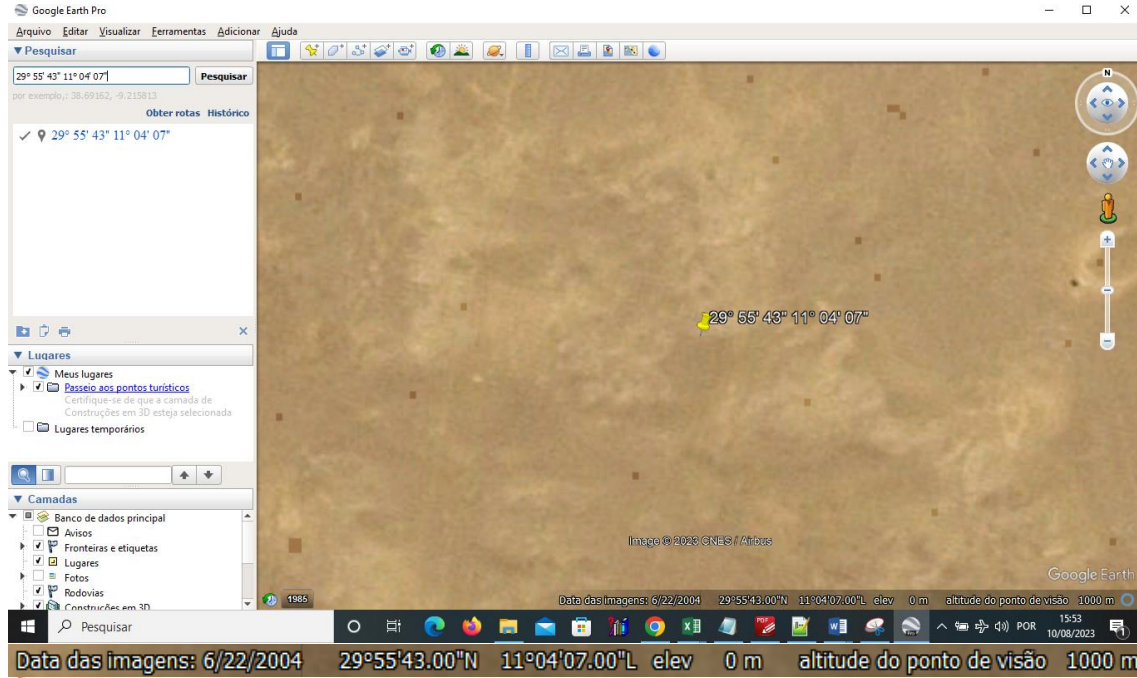 Google Earth Pro
Arquivo Editar Visualizar Ferramentas Adicionar Ajuda
Pesquisar
29° 55' 43" 11° 04' 07"
Pesquisar
por exemplo,: 38.69162, -9.215813
Obter rotas Histórico
29° 55' 43" 11° 04' 07"
Lugares
Meus lugares
Passeio aos pontos turísticos
Certifique-se de que a camada de
Construções em 3D esteja selecionada
Lugares temporários
Camadas
Banco de dados principal
Avisos
Fronteiras e etiquetas
Lugares
Fotos
Rodovias
Construções em 3D
N
29° 55' 43" 11° 04' 07"
Image © 2023 CNES / Airbus
Google Earth
1985
Data das imagens: 6/22/2004 29°55'43.00"N 11°04'07.00"L elev 0 m altitude do ponto de visão 1000 m
Pesquisar
POR
15:53
10/08/2023
Data das imagens: 6/22/2004 29°55'43.00"N 11°04'07.00"L elev 0 m altitude do ponto de visão 1000 m